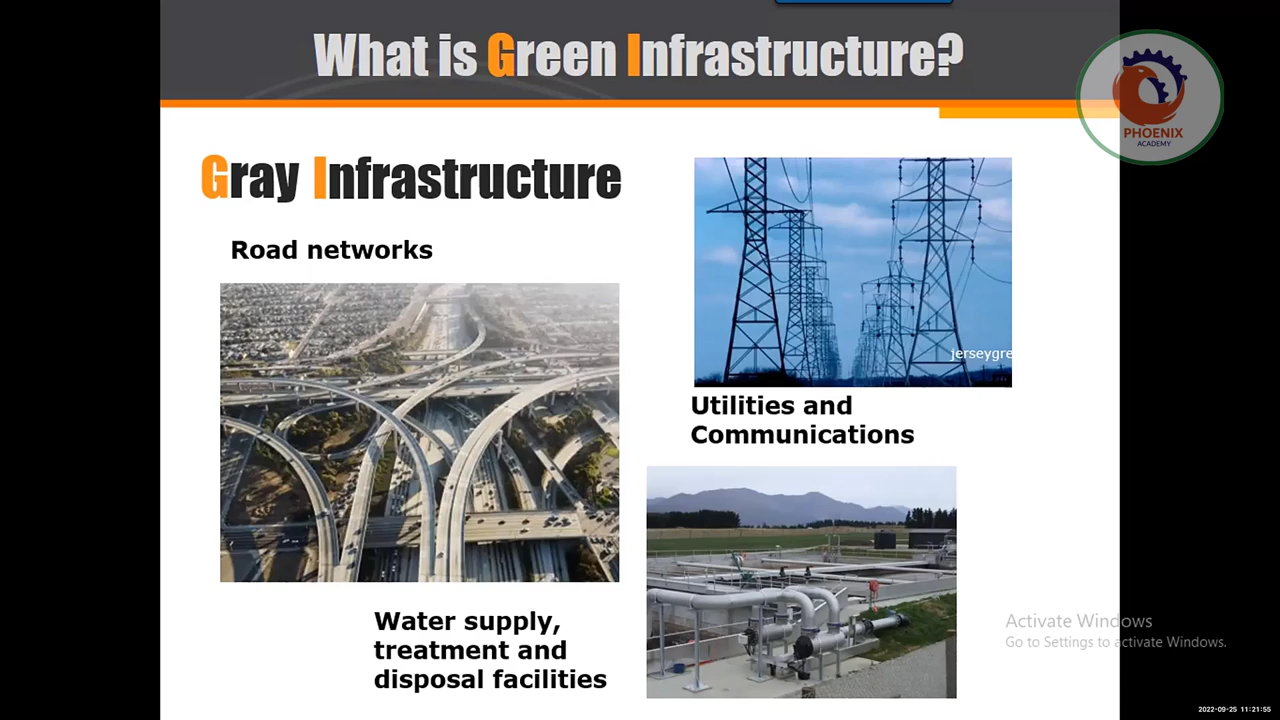 What is Green Infrastructure?
PHOENIX
ACADEMY
Gray Infrastructure
Road networks
jerseygre
Utilities and
Communications
Water supply,
treatment and
disposal facilities
Activate Windows
Go to Settings to activate Windows.
2022-09-25 11:21:55